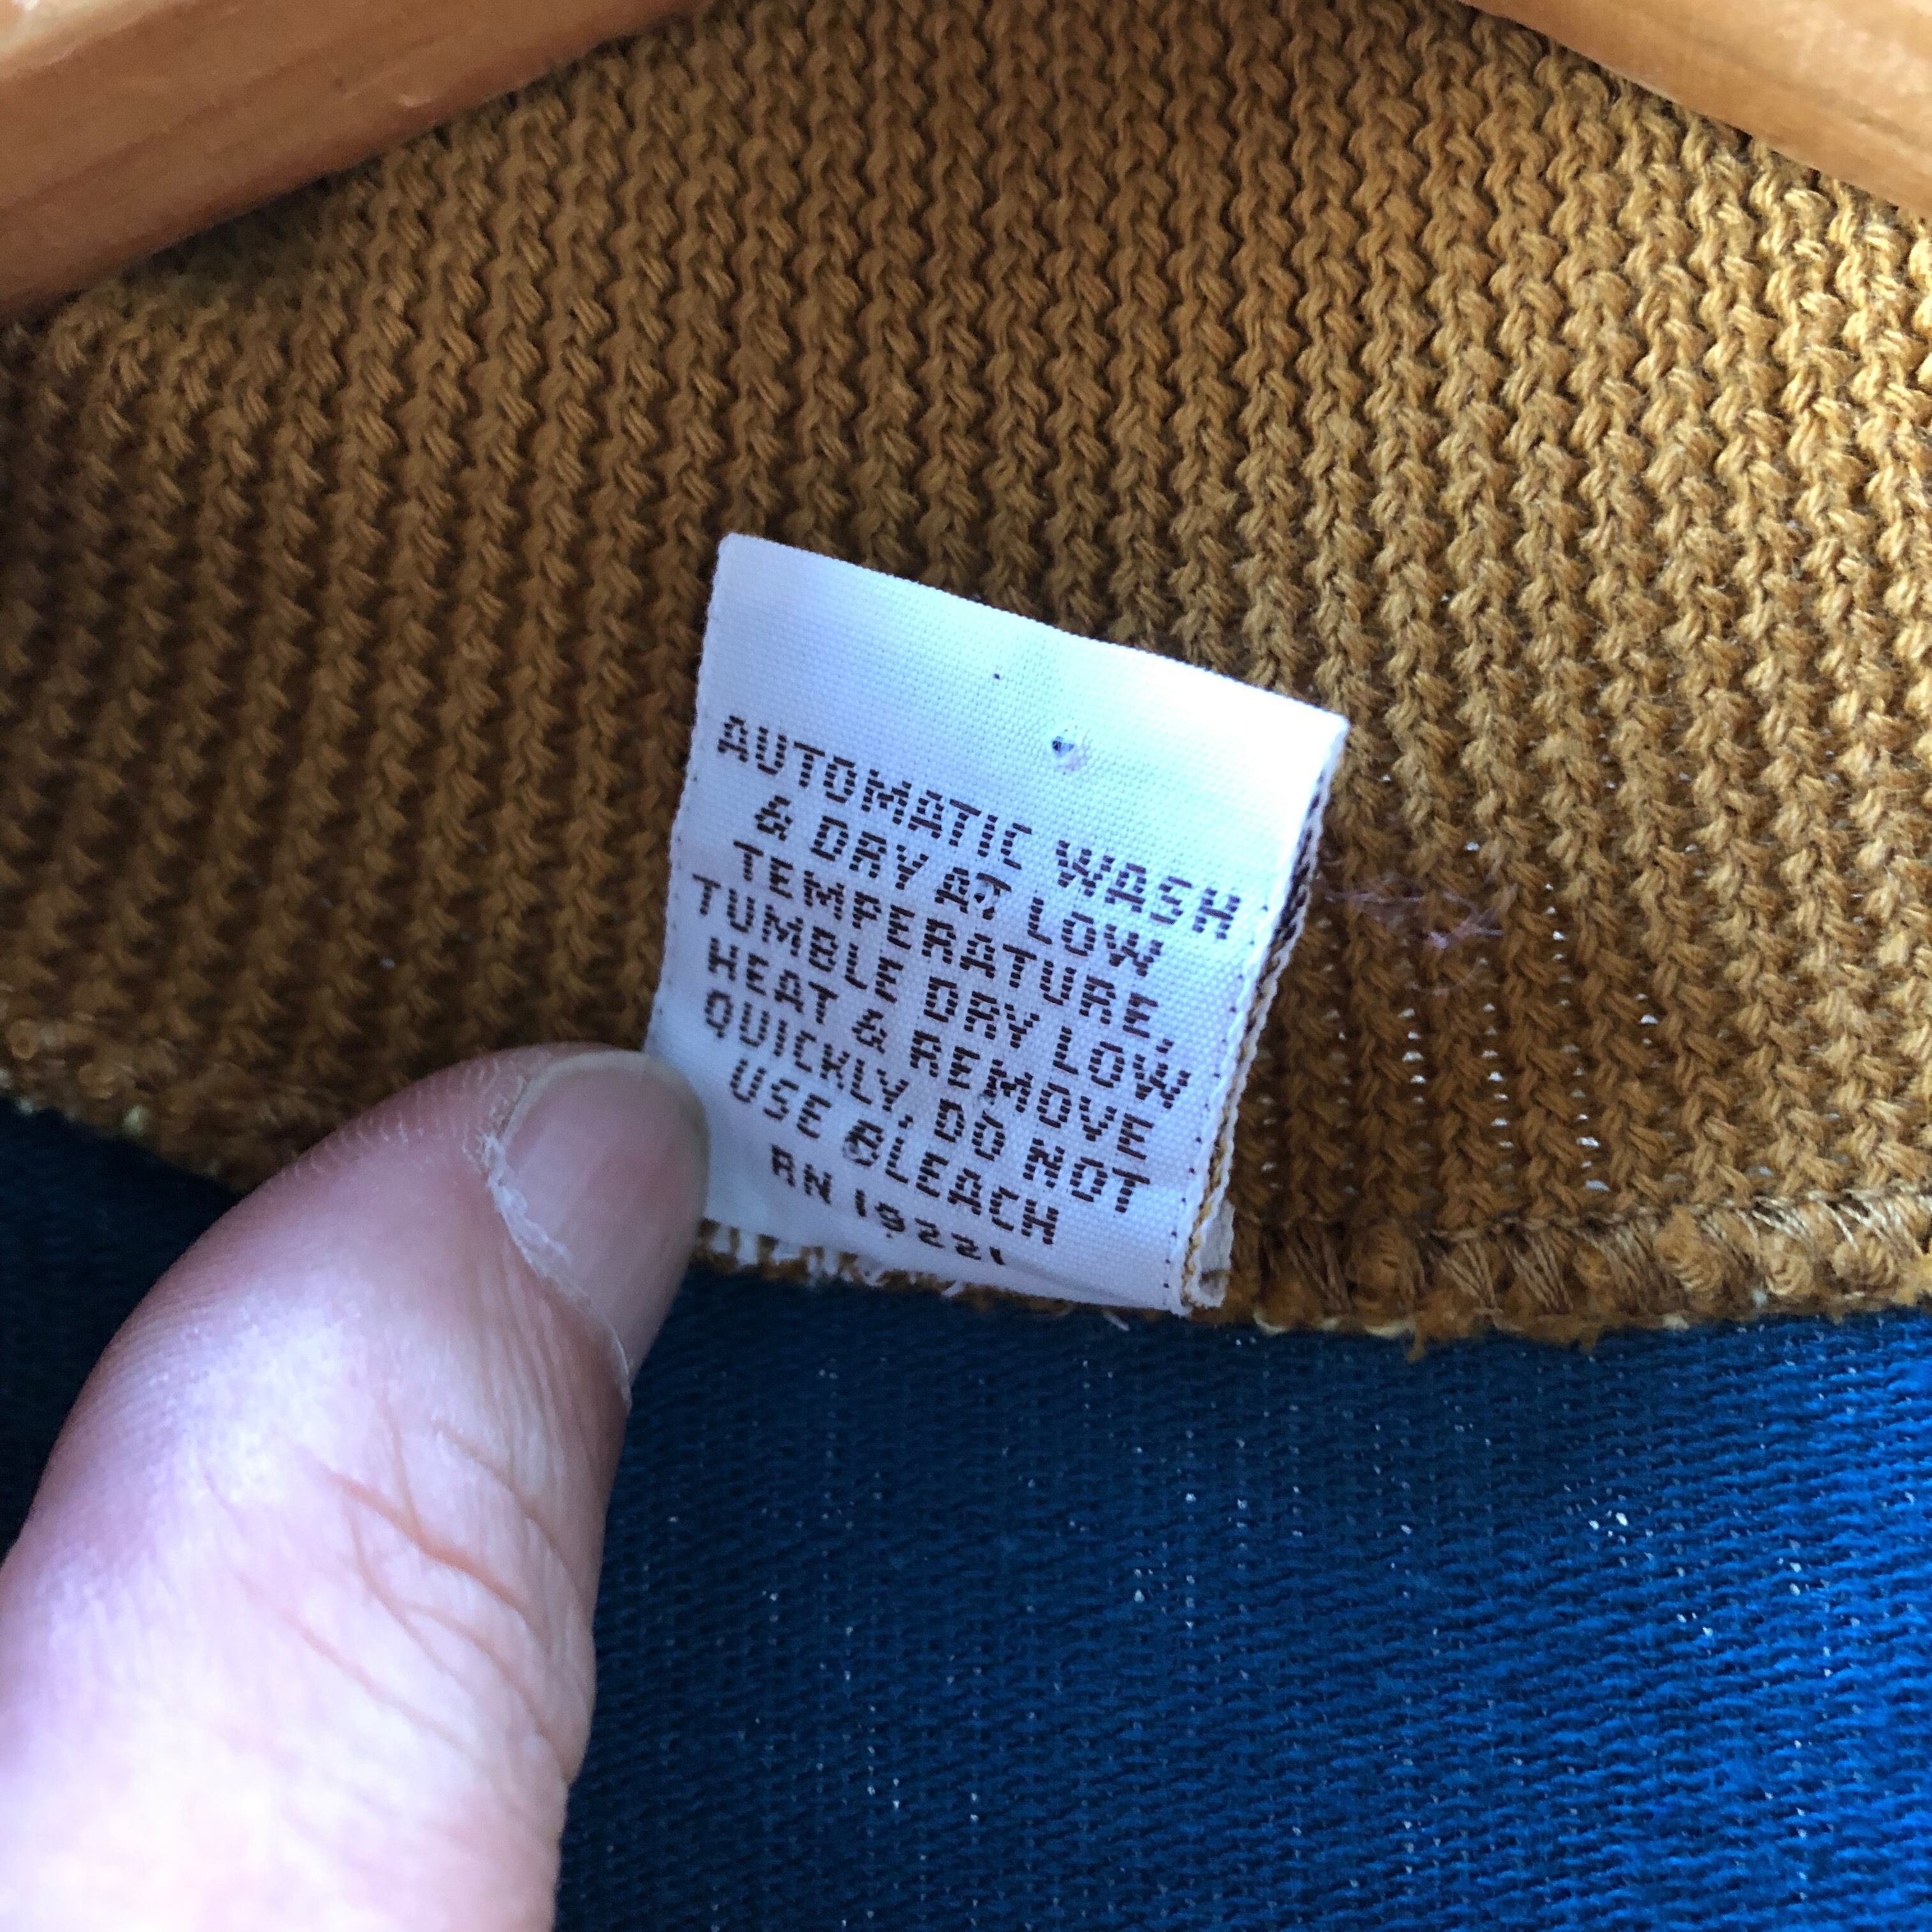 AUTOMATIC WASH
& DRY AT LOW
TEMPERATURE.
TUMBLE DRY LOW
HEAT & REMOVE
QUICKLY. DO NOT
USE BLEACH
RN 19221